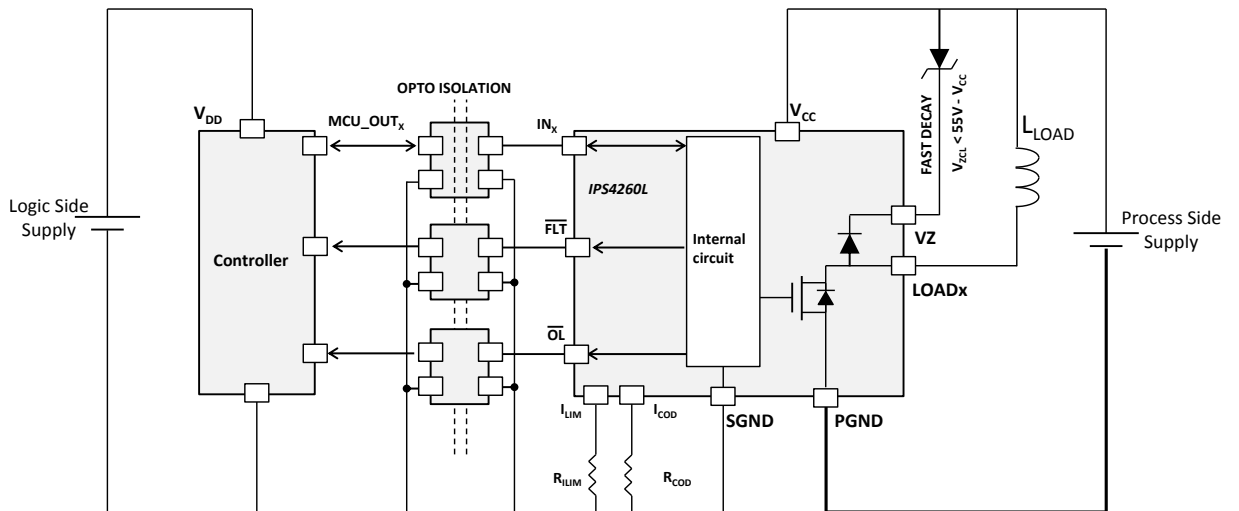 OPTO ISOLATION
V_DD
MCU_OUT_x
IN_x
V_CC
FAST DECAY
V_ZCL < 55V - V_CC
L_LOAD
IPS4260L
Logic Side
Supply
Controller
FLT
Internal
circuit
VZ
Process Side
Supply
LOADx
OL
I_LIM
I_COD
SGND
PGND
R_ILIM
R_COD